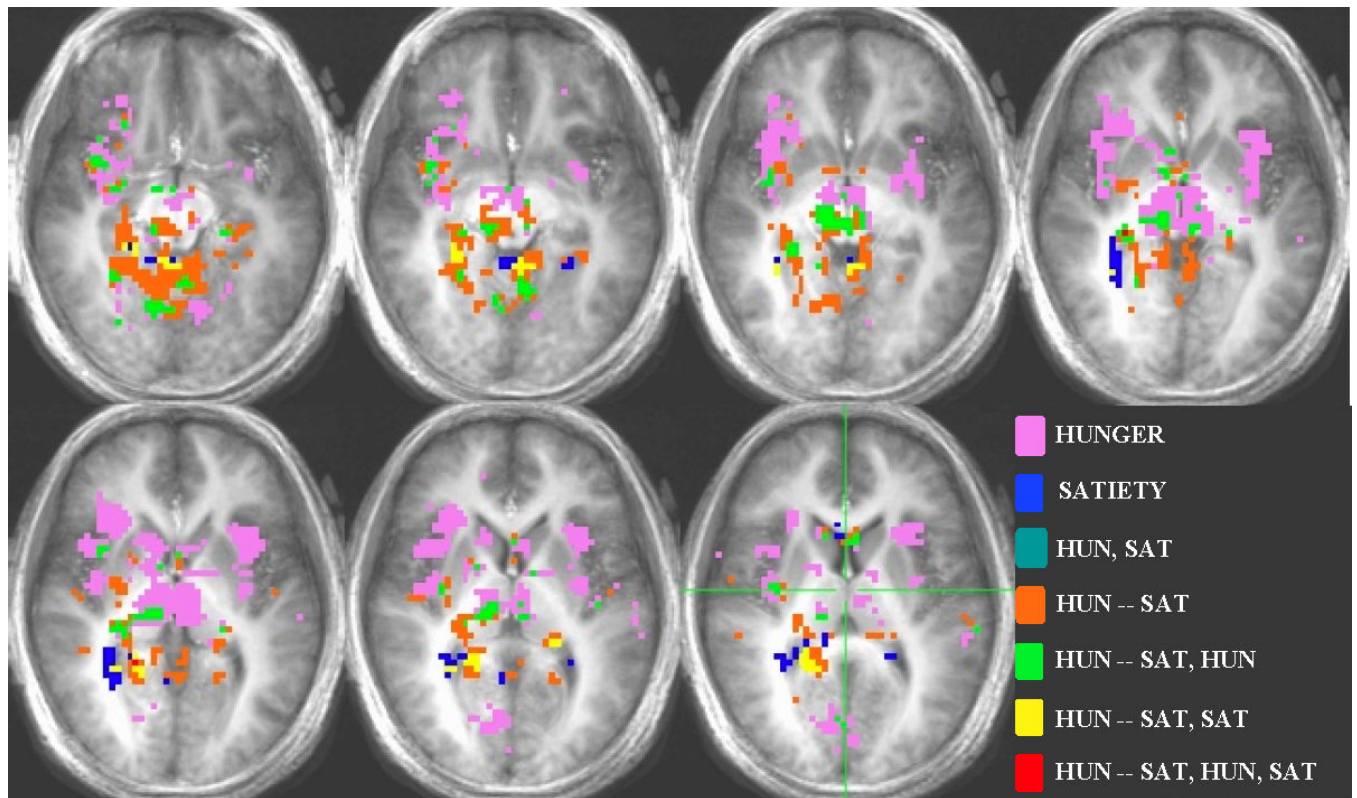 HUNGER
SATIETY
HUN, SAT
HUN -- SAT
HUN -- SAT, HUN
HUN -- SAT, SAT
HUN -- SAT, HUN, SAT